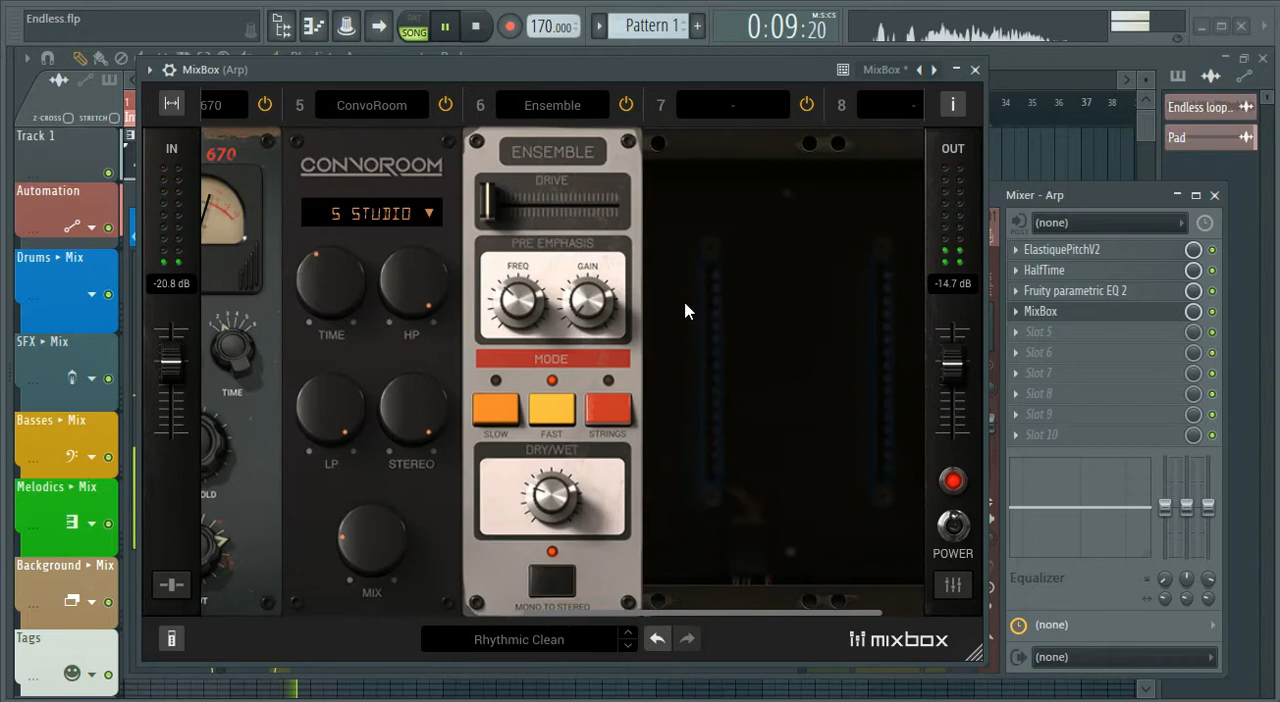 Endless.flp
PAT
SONG
170.000
Pattern 1
0:09:20
M:S:CS
MixBox (Arp)
MixBox *
670
5
ConvoRoom
6
Ensemble
7
-
8
-
i
34 35 36 37 38
Z-CROSS
STRETCH
Track 1
Automation
Drums ▸ Mix
SFX ▸ Mix
Basses ▸ Mix
Melodics ▸ Mix
Background ▸ Mix
Tags
IN
-20.8 dB
670
TIME
CONVOROOM
S STUDIO
TIME
HP
LP
STEREO
MIX
ENSEMBLE
DRIVE
PRE EMPHASIS
FREQ
GAIN
MODE
SLOW
FAST
STRINGS
DRY/WET
MONO TO STEREO
OUT
-14.7 dB
POWER
Rhythmic Clean
mixbox
Endless loop..
Pad
Mixer - Arp
POST
(none)
ElastiquePitchV2
HalfTime
Fruity parametric EQ 2
MixBox
Slot 5
Slot 6
Slot 7
Slot 8
Slot 9
Slot 10
Equalizer
(none)
(none)